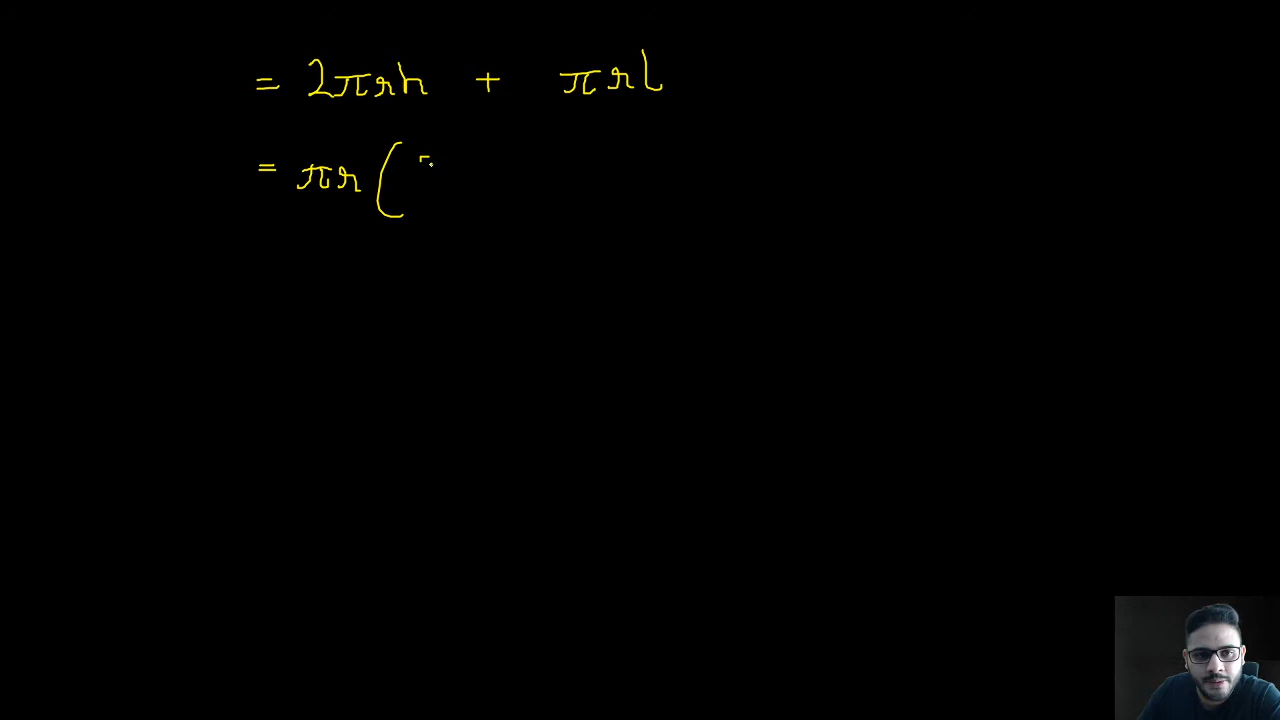 = 2πrh + πrl
= πr(